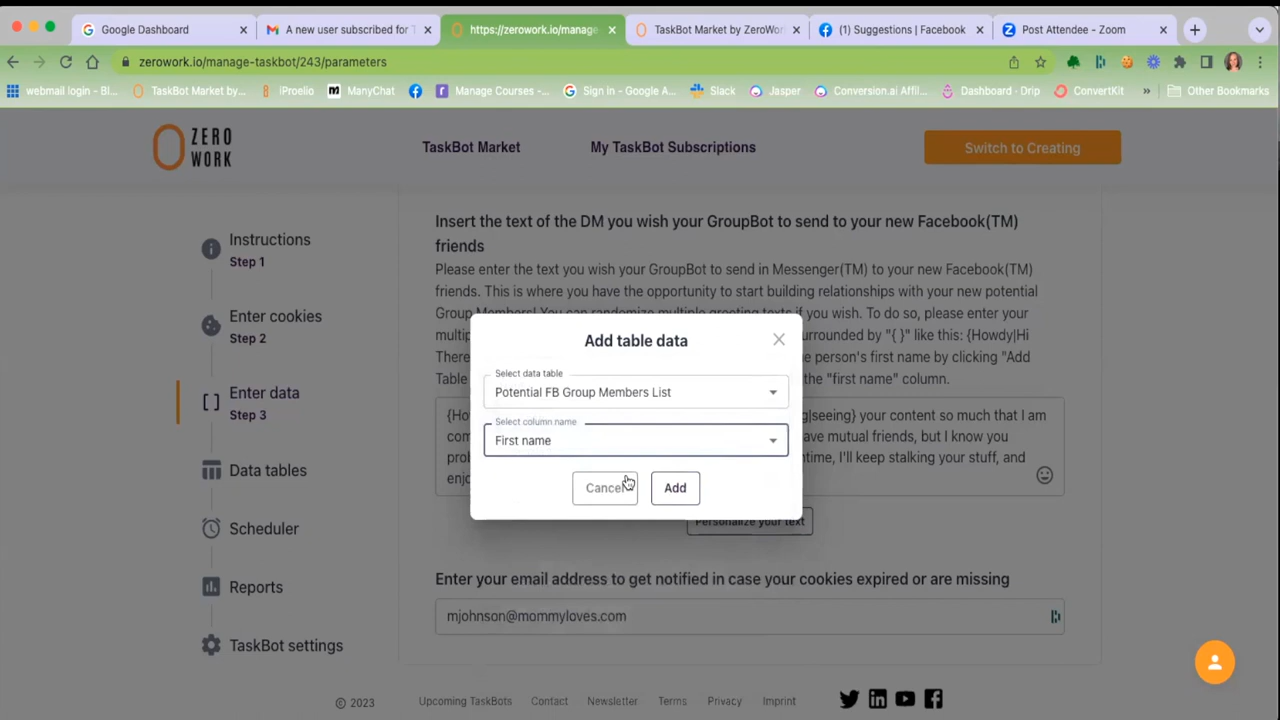 Google Dashboard
A new user subscribed for T
https://zerowork.io/manage
TaskBot Market by ZeroWor
(1) Suggestions | Facebook
Post Attendee - Zoom
zerowork.io/manage-taskbot/243/parameters
webmail login - Bl...
TaskBot Market by...
iProelio
ManyChat
Manage Courses -...
Sign in - Google A...
Slack
Jasper
Conversion.ai Affil...
Dashboard - Drip
ConvertKit
»
Other Bookmarks
ZERO
WORK
TaskBot Market
My TaskBot Subscriptions
Switch to Creating
Instructions
Step 1
Enter cookies
Step 2
Enter data
Step 3
Data tables
Scheduler
Reports
TaskBot settings
Insert the text of the DM you wish your GroupBot to send to your new Facebook(TM)
friends
Please enter the text you wish your GroupBot to send in Messenger(TM) to your new Facebook(TM)
friends. This is where you have the opportunity to start building relationships with your new potential
Group Members! You can randomize multiple greeting texts if you wish. To do so, please enter your
multip surrounded by "{ }" like this: {Howdy|Hi
There e person's first name by clicking "Add
Table the "first name" column.
{How |seeing} your content so much that I am
com ave mutual friends, but I know you
prob ntime, I'll keep stalking your stuff, and
enjo
Personalize your text
Add table data
Select data table
Potential FB Group Members List
Select column name
First name
Cancel
Add
Enter your email address to get notified in case your cookies expired or are missing
mjohnson@mommyloves.com
© 2023
Upcoming TaskBots
Contact
Newsletter
Terms
Privacy
Imprint